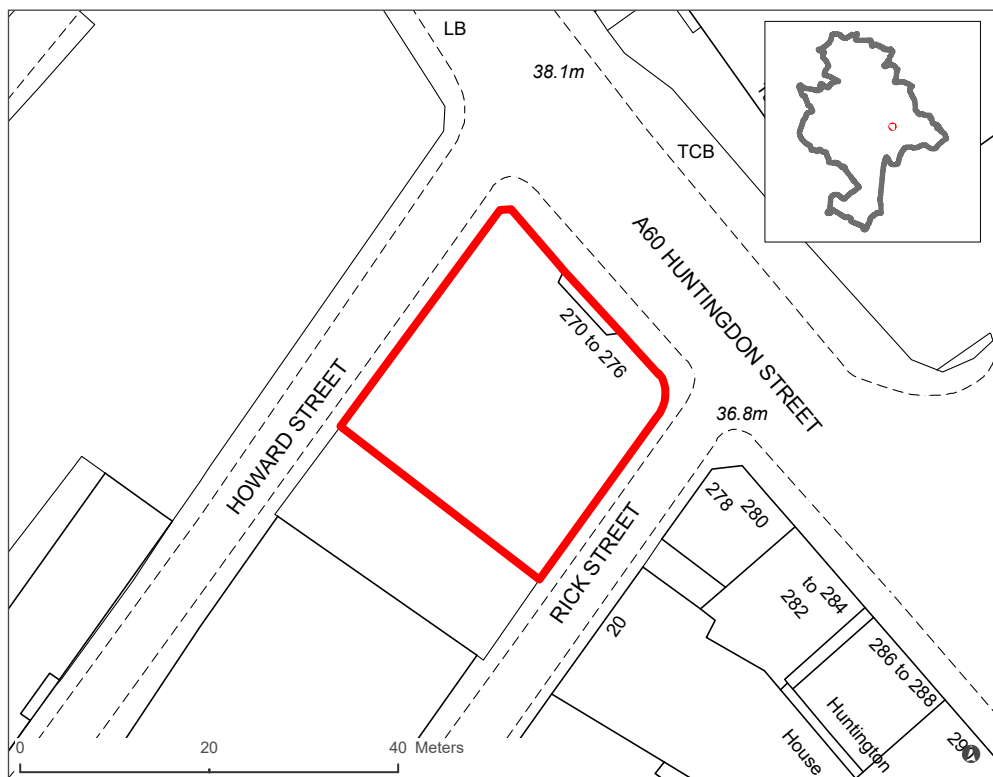 LB
38.1m
TCB
A60 HUNTINGDON STREET
270 to 276
HOWARD STREET
36.8m
278
280
RICK STREET
to 284
282
20
286 to 288
Huntington
House
0 20 40 Meters